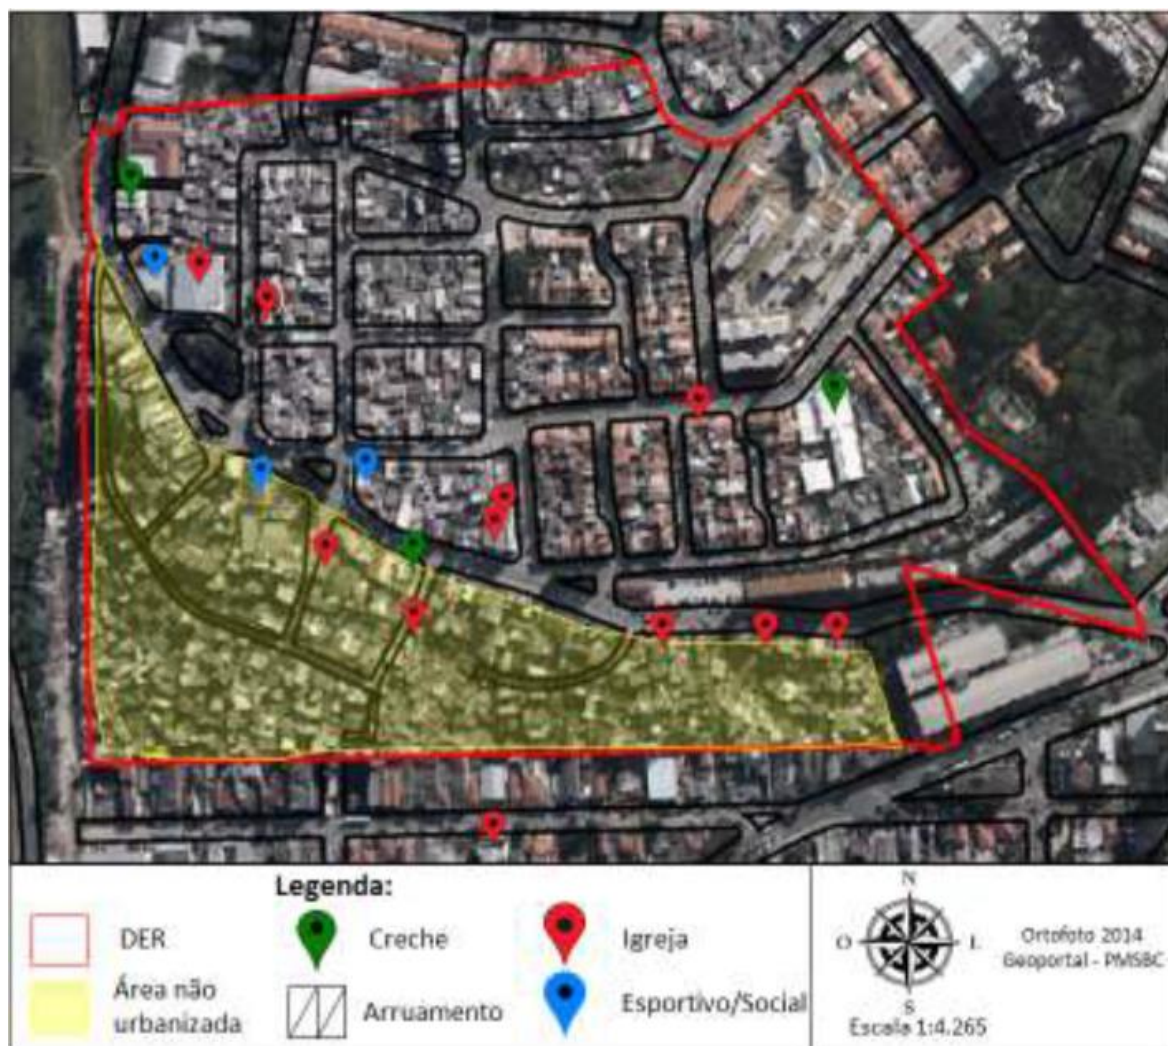 Legenda:
DER
Creche
Igreja
Área não
urbanizada
Arruamento
Esportivo/Social
N
O
L
S
Ortofoto 2014
Geoportal - PMSBC
Escala 1:4.265